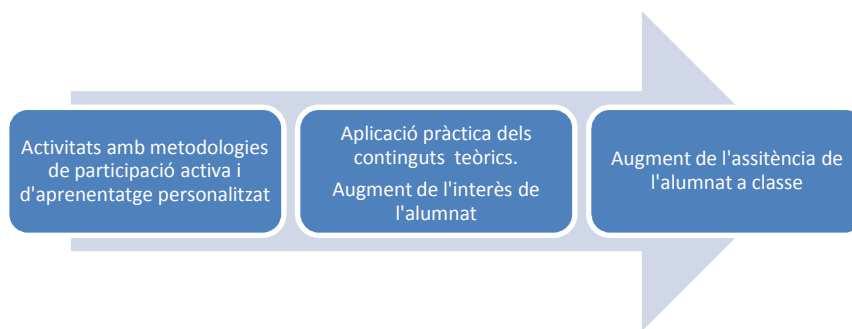 Activitats amb metodologies
de participació activa i
d'aprenentatge personalitzat
Aplicació pràctica dels
continguts teòrics.
Augment de l'interès de
l'alumnat
Augment de l'assitència de
l'alumnat a classe